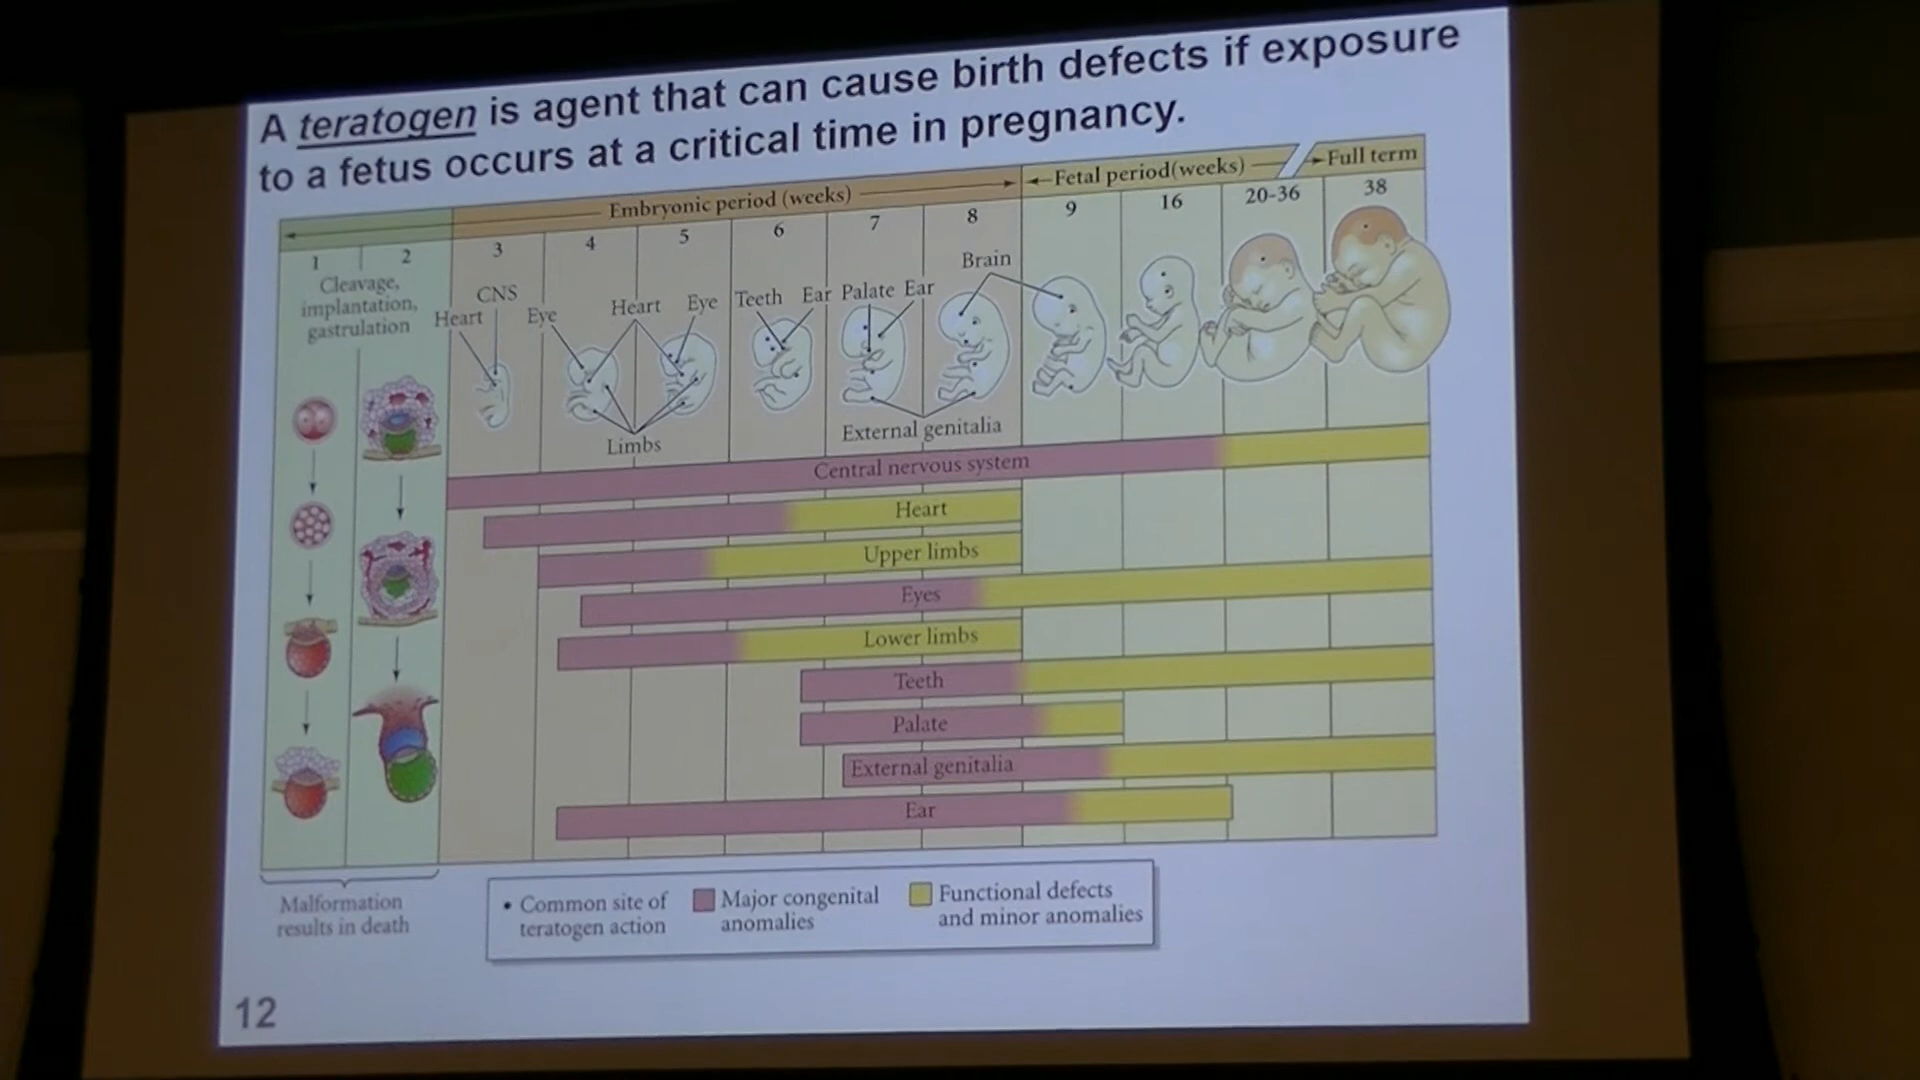 A teratogen is agent that can cause birth defects if exposure
to a fetus occurs at a critical time in pregnancy.
Embryonic period (weeks)
Fetal period(weeks)
Full term
1 2 3 4 5 6 7 8 9 16 20-36 38
Cleavage,
implantation,
gastrulation
CNS
Heart
Eye
Heart
Eye
Teeth
Ear
Palate
Ear
Brain
Limbs
External genitalia
Central nervous system
Heart
Upper limbs
Eyes
Lower limbs
Teeth
Palate
External genitalia
Ear
Malformation
results in death
• Common site of
teratogen action
Major congenital
anomalies
Functional defects
and minor anomalies
12